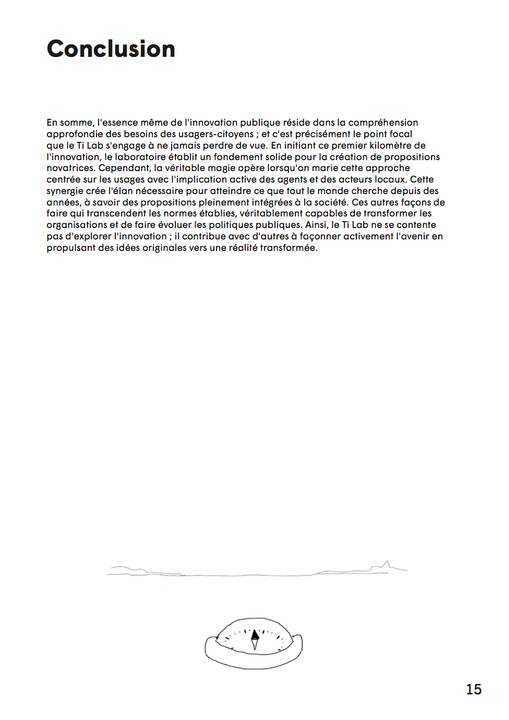 Conclusion
En somme, l'essence même de l'innovation publique réside dans la compréhension
approfondie des besoins des usagers-citoyens ; et c'est précisément le point focal
que le Ti Lab s'engage à ne jamais perdre de vue. En initiant ce premier kilomètre de
l'innovation, le laboratoire établit un fondement solide pour la création de propositions
novatrices. Cependant, la véritable magie opère lorsqu'on marie cette approche
centrée sur les usages avec l'implication active des agents et des acteurs locaux. Cette
synergie crée l'élan nécessaire pour atteindre ce que tout le monde cherche depuis des
années, à savoir des propositions pleinement intégrées à la société. Ces autres façons de
faire qui transcendent les normes établies, véritablement capables de transformer les
organisations et de faire évoluer les politiques publiques. Ainsi, le Ti Lab ne se contente
pas d'explorer l'innovation ; il contribue avec d'autres à façonner activement l'avenir en
propulsant des idées originales vers une réalité transformée.
15